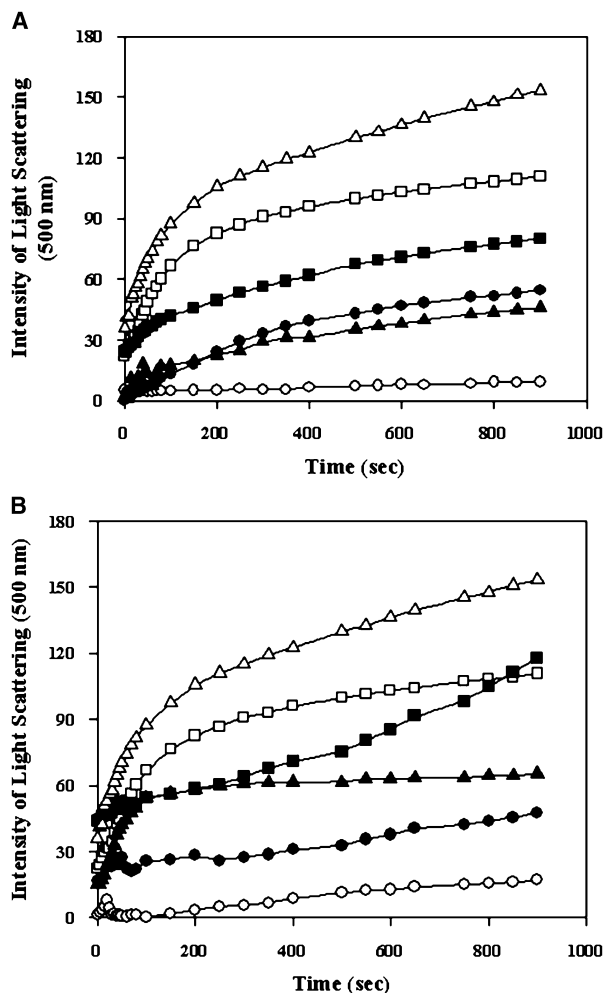 A
180
150
120
90
60
30
0
Intensity of Light Scattering
(500 nm)
0 200 400 600 800 1000
Time (sec)
B
180
150
120
90
60
30
0
Intensity of Light Scattering (500 nm)
0 200 400 600 800 1000
Time (sec)